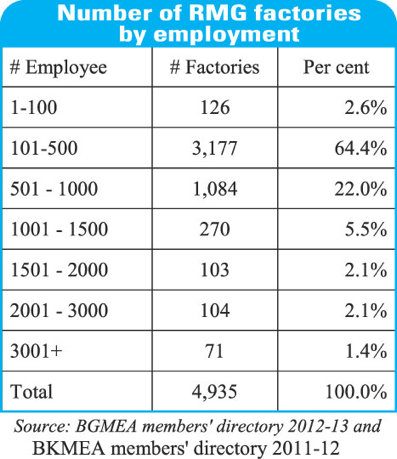 Number of RMG factories
by employment
# Employee # Factories Per cent
1-100 126 2.6%
101-500 3,177 64.4%
501 - 1000 1,084 22.0%
1001 - 1500 270 5.5%
1501 - 2000 103 2.1%
2001 - 3000 104 2.1%
3001+ 71 1.4%
Total 4,935 100.0%
Source: BGMEA members' directory 2012-13 and
BKMEA members' directory 2011-12